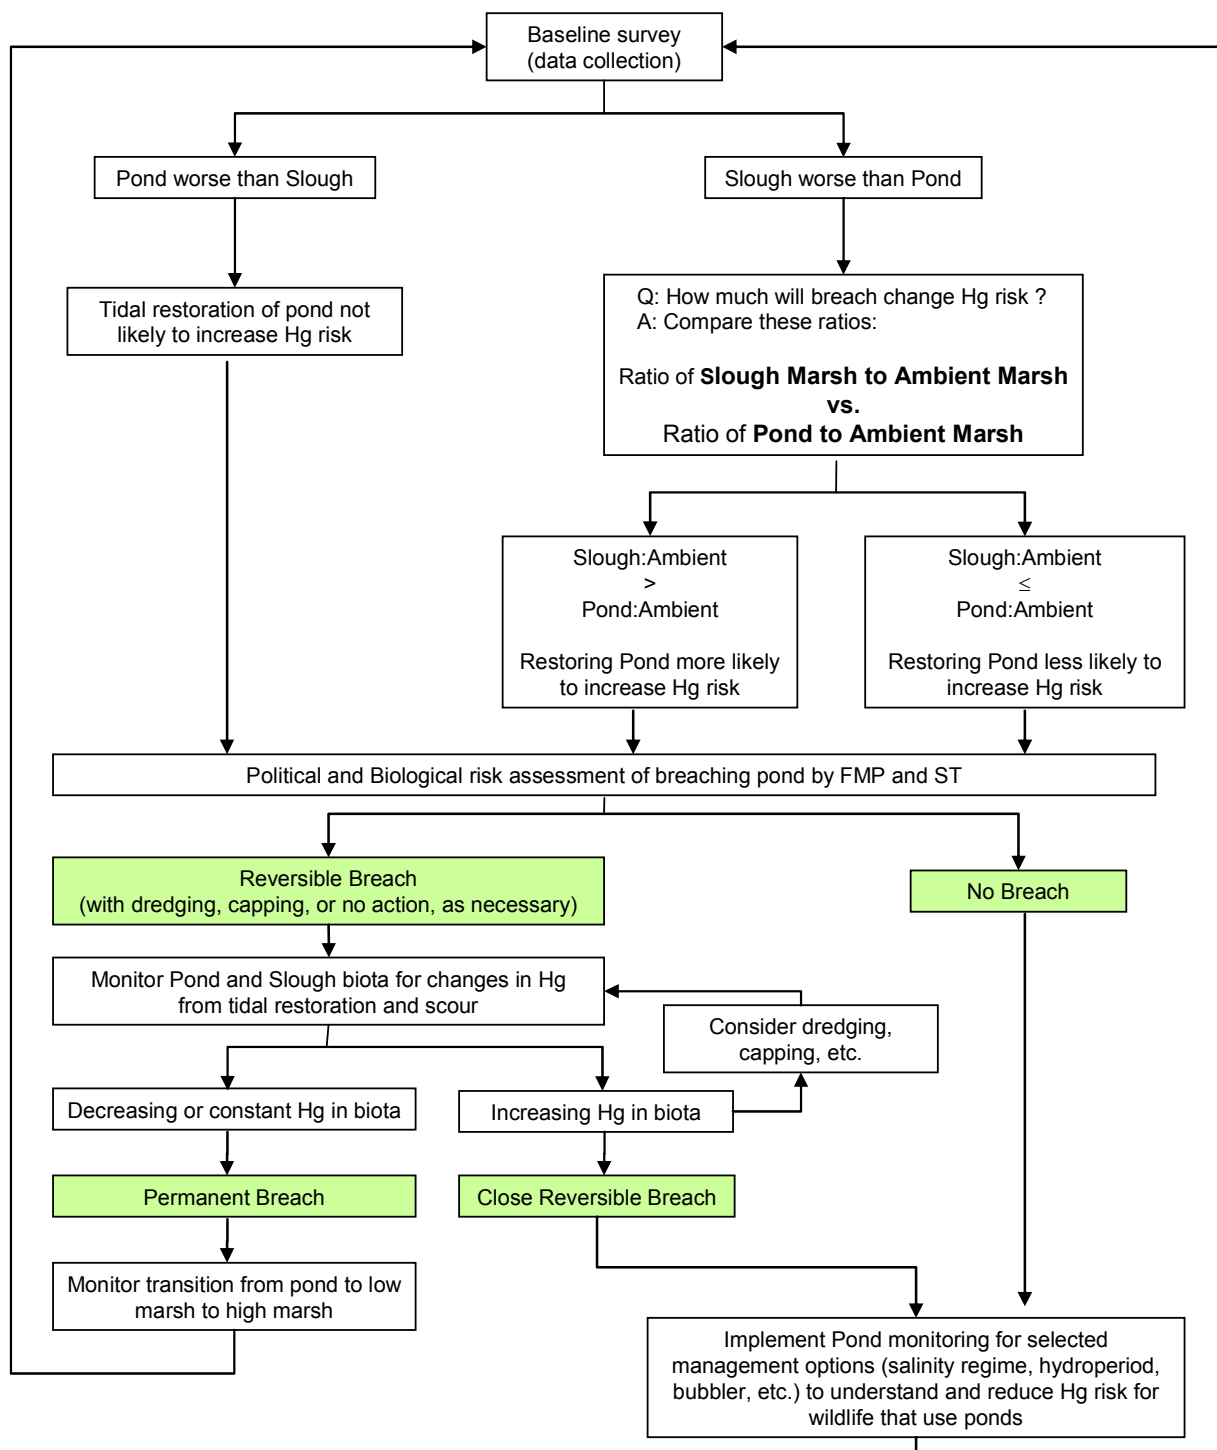 Baseline survey
(data collection)
Pond worse than Slough
Slough worse than Pond
Tidal restoration of pond not
likely to increase Hg risk
Q: How much will breach change Hg risk ?
A: Compare these ratios:
Ratio of Slough Marsh to Ambient Marsh
vs.
Ratio of Pond to Ambient Marsh
Slough:Ambient
>
Pond:Ambient
Restoring Pond more likely
to increase Hg risk
Slough:Ambient
≤
Pond:Ambient
Restoring Pond less likely to
increase Hg risk
Political and Biological risk assessment of breaching pond by FMP and ST
Reversible Breach
(with dredging, capping, or no action, as necessary)
No Breach
Monitor Pond and Slough biota for changes in Hg
from tidal restoration and scour
Consider dredging,
capping, etc.
Decreasing or constant Hg in biota
Increasing Hg in biota
Permanent Breach
Close Reversible Breach
Monitor transition from pond to low
marsh to high marsh
Implement Pond monitoring for selected
management options (salinity regime, hydroperiod,
bubbler, etc.) to understand and reduce Hg risk for
wildlife that use ponds